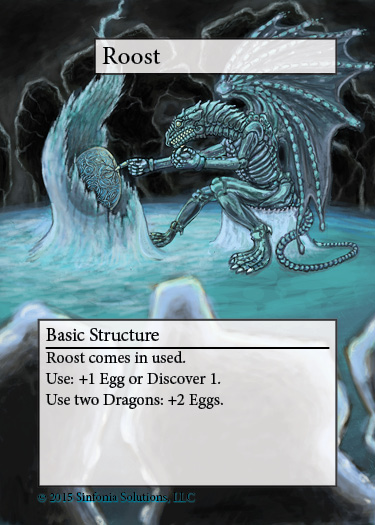 Roost
Basic Structure
Roost comes in used.
Use: +1 Egg or Discover 1.
Use two Dragons: +2 Eggs.
© 2015 Sinfonia Solutions, LLC